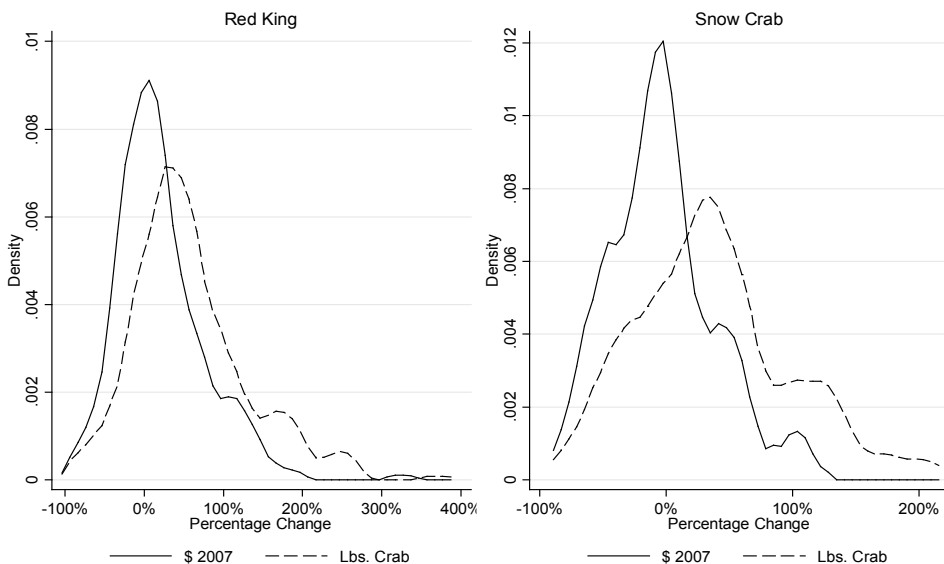 Red King
Density
.01
.008
.006
.004
.002
0
-100% 0% 100% 200% 300% 400%
Percentage Change
$ 2007 Lbs. Crab
Snow Crab
Density
.012
.01
.008
.006
.004
.002
0
-100% 0% 100% 200%
Percentage Change
$ 2007 Lbs. Crab